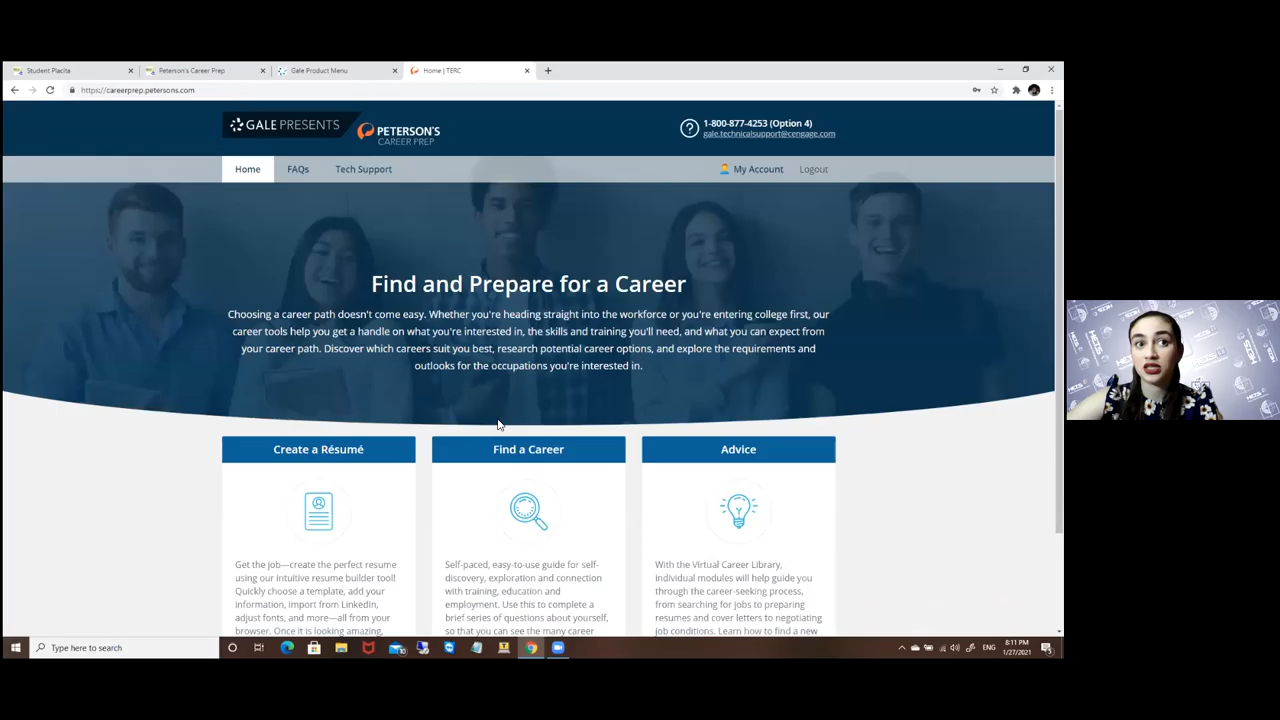 Student Placita
Peterson's Career Prep
Gale Product Menu
Home | TERC
https://careerprep.petersons.com
GALE PRESENTS
PETERSON'S
CAREER PREP
1-800-877-4253 (Option 4)
gale.technicalsupport@cengage.com
Home
FAQs
Tech Support
My Account
Logout
Find and Prepare for a Career
Choosing a career path doesn't come easy. Whether you're heading straight into the workforce or you're entering college first, our
career tools help you get a handle on what you're interested in, the skills and training you'll need, and what you can expect from
your career path. Discover which careers suit you best, research potential career options, and explore the requirements and
outlooks for the occupations you're interested in.
Create a Résumé
Get the job—create the perfect resume
using our intuitive resume builder tool!
Quickly choose a template, add your
information, import from LinkedIn,
adjust fonts, and more—all from your
browser. Once it is looking amazing,
Find a Career
Self-paced, easy-to-use guide for self-
discovery, exploration and connection
with training, education and
employment. Use this to complete a
brief series of questions about yourself,
so that you can see the many career
Advice
With the Virtual Career Library,
individual modules will help guide you
through the career-seeking process,
from searching for jobs to preparing
resumes and cover letters to negotiating
job conditions. Learn how to find a new
Type here to search
ENG
8:11 PM
1/27/2021